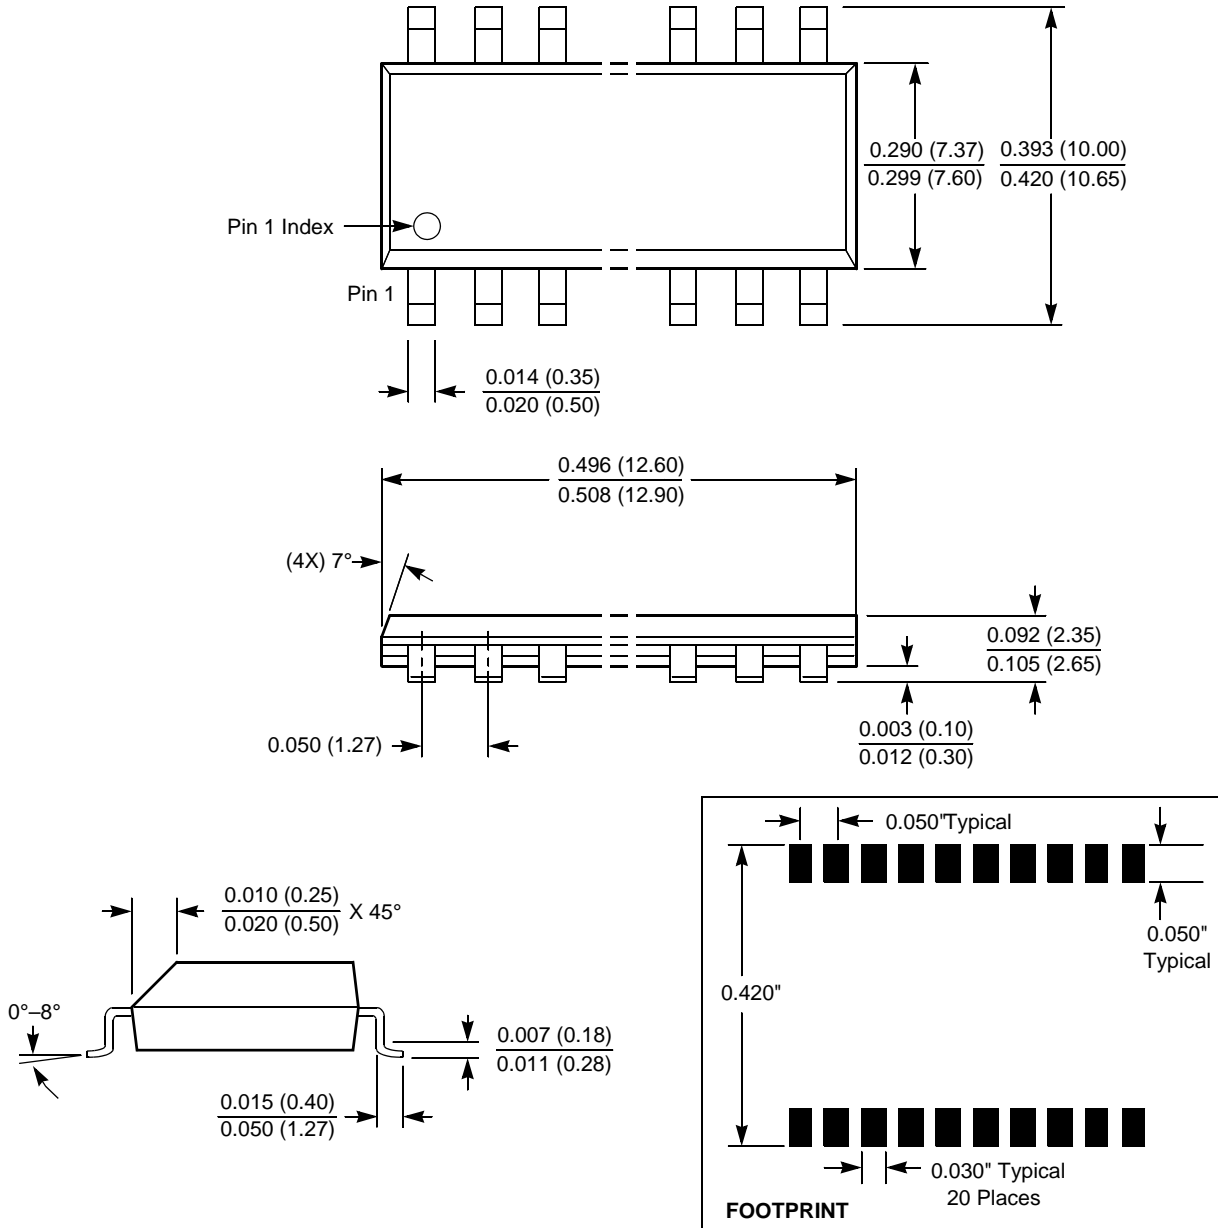 0.290 (7.37)
0.299 (7.60)
0.393 (10.00)
0.420 (10.65)
Pin 1 Index
Pin 1
0.014 (0.35)
0.020 (0.50)
0.496 (12.60)
0.508 (12.90)
(4X) 7°
0.092 (2.35)
0.105 (2.65)
0.050 (1.27)
0.003 (0.10)
0.012 (0.30)
0.010 (0.25)
0.020 (0.50)
X 45°
0°–8°
0.007 (0.18)
0.011 (0.28)
0.015 (0.40)
0.050 (1.27)
0.050"Typical
0.050"
Typical
0.420"
0.030" Typical
20 Places
FOOTPRINT